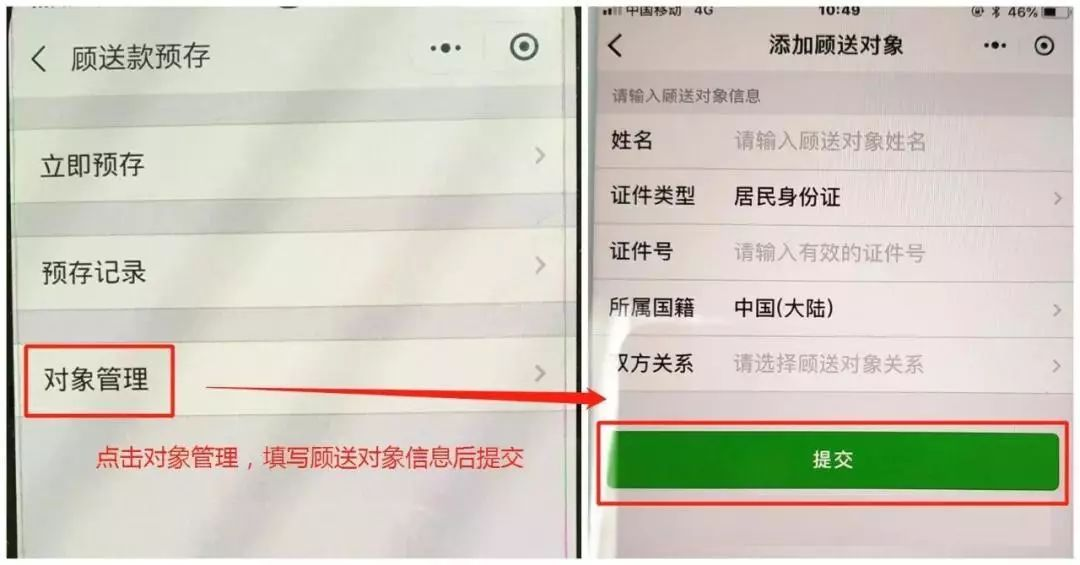 顾送款预存
立即预存
预存记录
对象管理
点击对象管理，填写顾送对象信息后提交
中国移动 4G 10:49 46%
添加顾送对象
请输入顾送对象信息
姓名 请输入顾送对象姓名
证件类型 居民身份证
证件号 请输入有效的证件号
所属国籍 中国(大陆)
双方关系 请选择顾送对象关系
提交